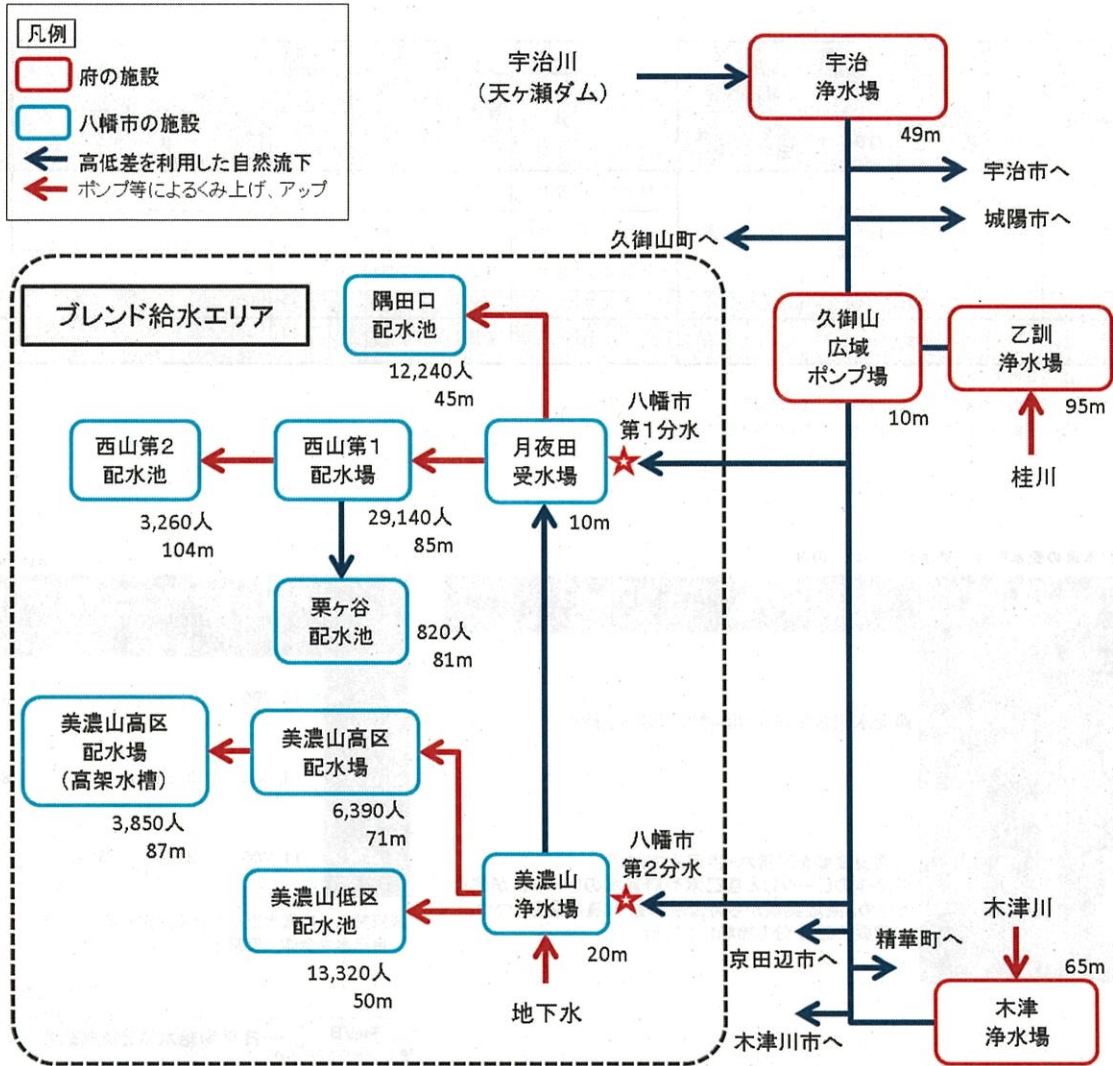 凡例
府の施設
八幡市の施設
高低差を利用した自然流下
ポンプ等によるくみ上げ、アップ
宇治川
(天ヶ瀬ダム)
宇治
浄水場
49m
宇治市へ
城陽市へ
久御山町へ
久御山
広域
ポンプ場
10m
乙訓
浄水場
95m
桂川
ブレンド給水エリア
隅田口
配水池
12,240人
45m
八幡市
第1分水
西山第2
配水池
3,260人
104m
西山第1
配水場
29,140人
85m
月夜田
受水場
10m
栗ヶ谷
配水池
820人
81m
美濃山高区
配水場
(高架水槽)
3,850人
87m
美濃山高区
配水場
6,390人
71m
美濃山低区
配水池
13,320人
50m
八幡市
第2分水
美濃山
浄水場
20m
地下水
京田辺市へ
精華町へ
木津川市へ
木津川
65m
木津
浄水場